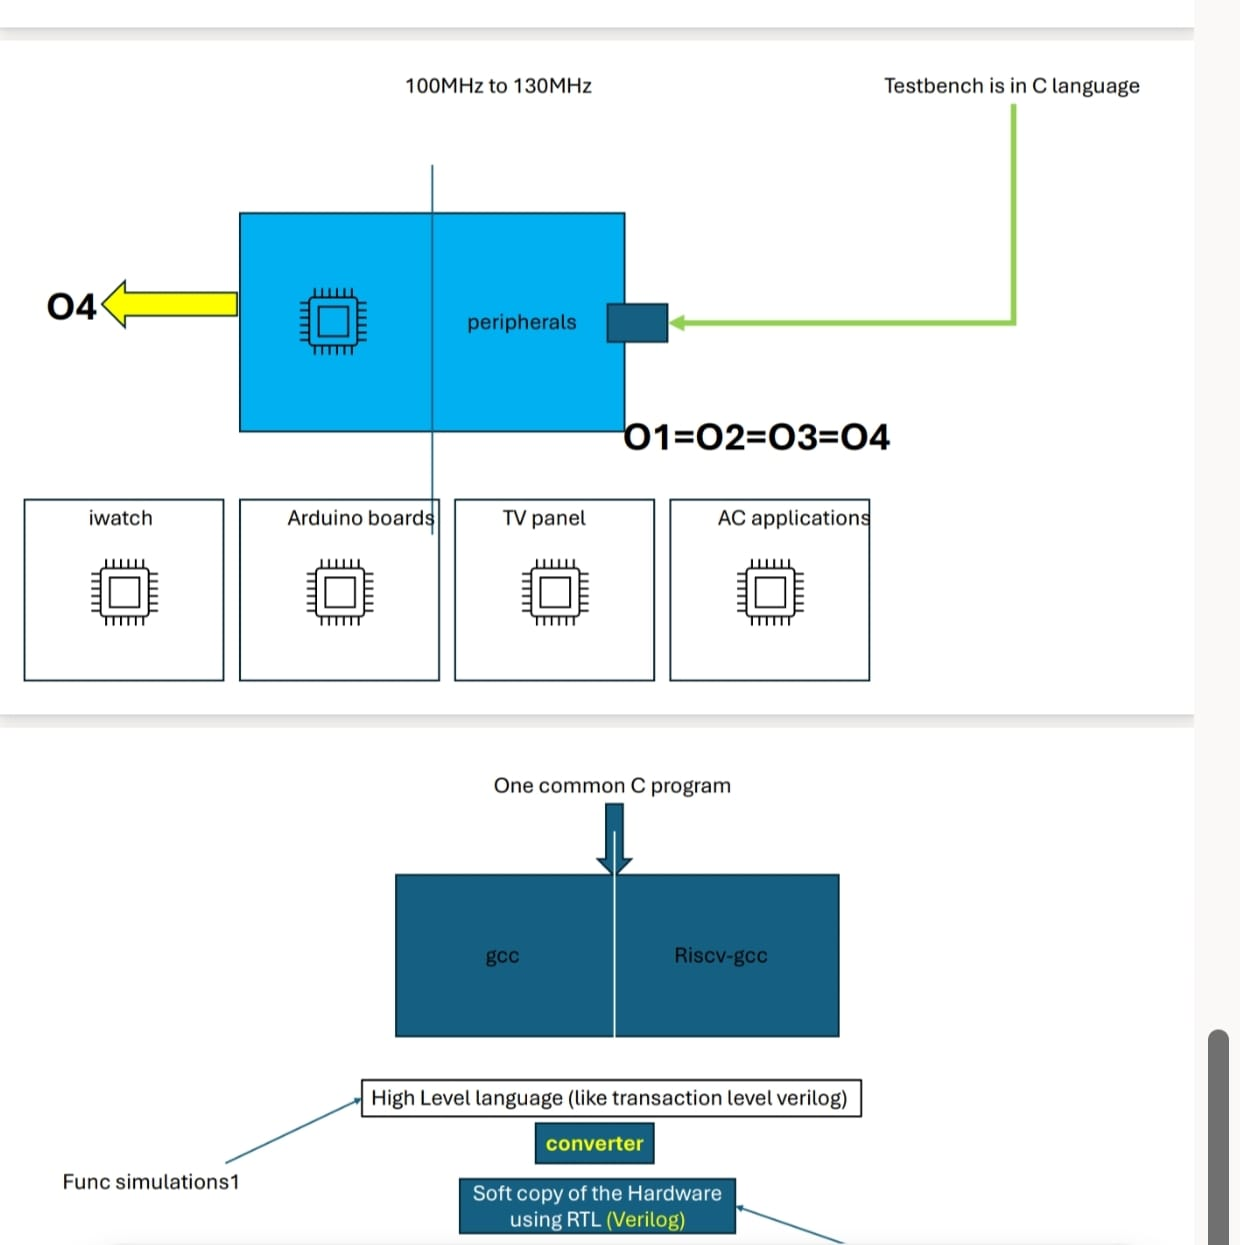 100MHz to 130MHz
Testbench is in C language
O4
peripherals
O1=O2=O3=O4
iwatch
Arduino boards
TV panel
AC applications
One common C program
gcc
Riscv-gcc
High Level language (like transaction level verilog)
converter
Func simulations1
Soft copy of the Hardware
using RTL (Verilog)